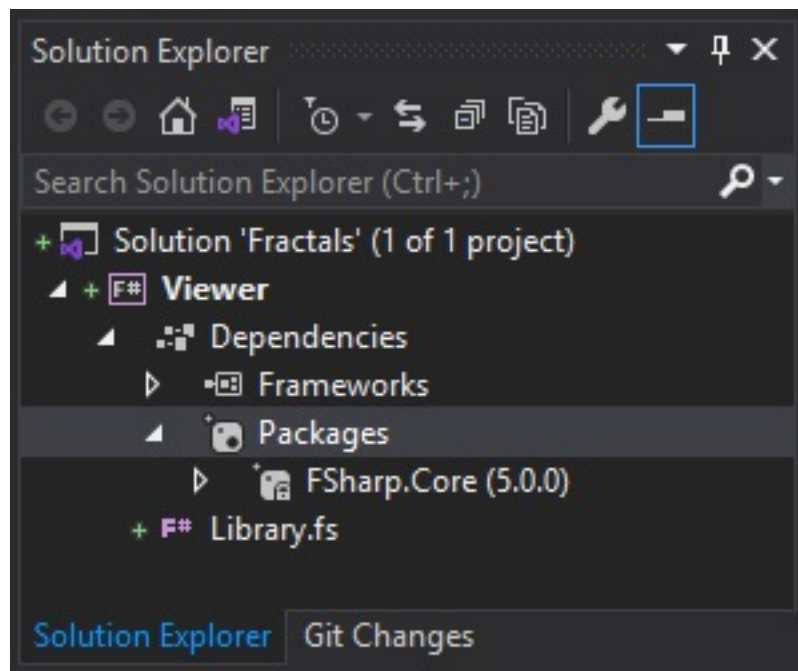 Solution Explorer
Search Solution Explorer (Ctrl+;)
Solution 'Fractals' (1 of 1 project)
F# Viewer
Dependencies
Frameworks
Packages
FSharp.Core (5.0.0)
F# Library.fs
Solution Explorer Git Changes